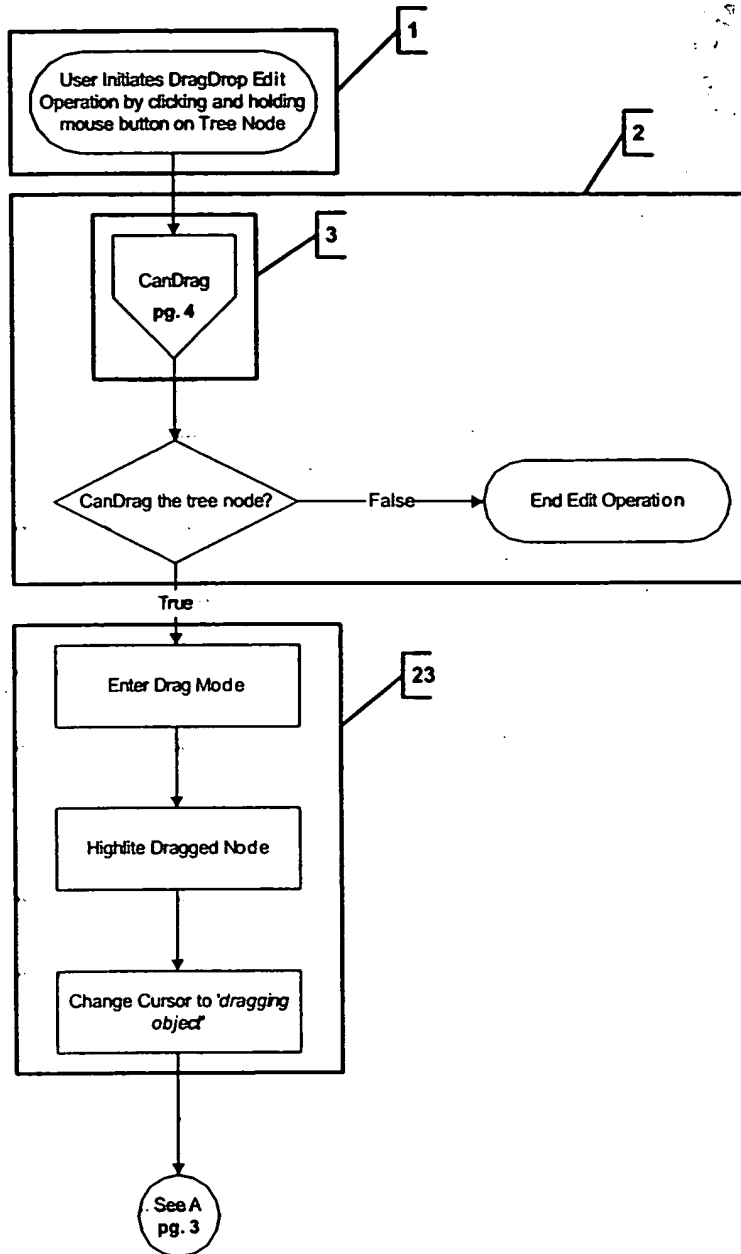 1
User Initiates DragDrop Edit
Operation by clicking and holding
mouse button on Tree Node
2
3
CanDrag
pg. 4
CanDrag the tree node?
False
End Edit Operation
True
23
Enter Drag Mode
Highlite Dragged Node
Change Cursor to 'dragging
object'
See A
pg. 3